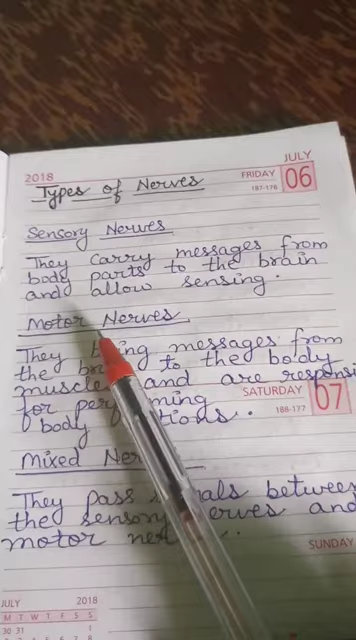 JULY
2018 FRIDAY 06
187-178
Types of Nerves
Sensory Nerves
They carry messages from
body parts to the brain
and allow sensing.
Motor Nerves
They messages from
the to the body
and are
SATURDAY 07
188-177
for
body
Mixed
They pass between
the sensory and
motor
SUNDAY
JULY 2018
M T W T F S S
30 31 1